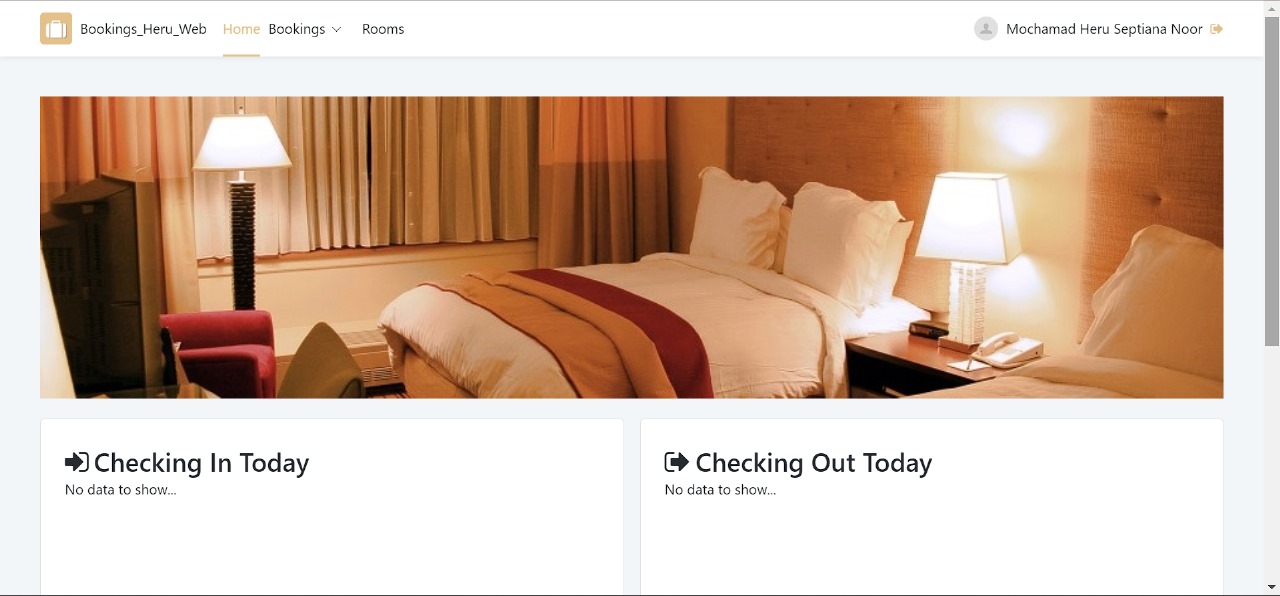 Bookings_Heru_Web Home Bookings Rooms Mochamad Heru Septiana Noor
Checking In Today
No data to show...
Checking Out Today
No data to show...